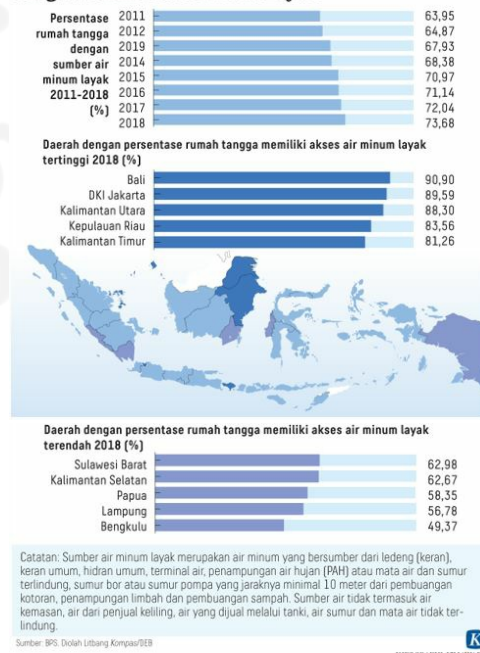 Persentase
rumah tangga
dengan
sumber air
minum layak
2011-2018
(%)
2011 63,95
2012 64,87
2019 67,93
2014 68,38
2015 70,97
2016 71,14
2017 72,04
2018 73,68
Daerah dengan persentase rumah tangga memiliki akses air minum layak
tertinggi 2018 (%)
Bali 90,90
DKI Jakarta 89,59
Kalimantan Utara 88,30
Kepulauan Riau 83,56
Kalimantan Timur 81,26
Daerah dengan persentase rumah tangga memiliki akses air minum layak
terendah 2018 (%)
Sulawesi Barat 62,98
Kalimantan Selatan 62,67
Papua 58,35
Lampung 56,78
Bengkulu 49,37
Catatan: Sumber air minum layak merupakan air minum yang bersumber dari ledeng (keran),
keran umum, hidran umum, terminal air, penampungan air hujan (PAH) atau mata air dan sumur
terlindung, sumur bor atau sumur pompa yang jaraknya minimal 10 meter dari pembuangan
kotoran, penampungan limbah dan pembuangan sampah. Sumber air tidak termasuk air
kemasan, air dari penjual keliling, air yang dijual melalui tanki, air sumur dan mata air tidak ter-
lindung.
Sumber: BPS. Diolah Litbang Kompas/DEB
K